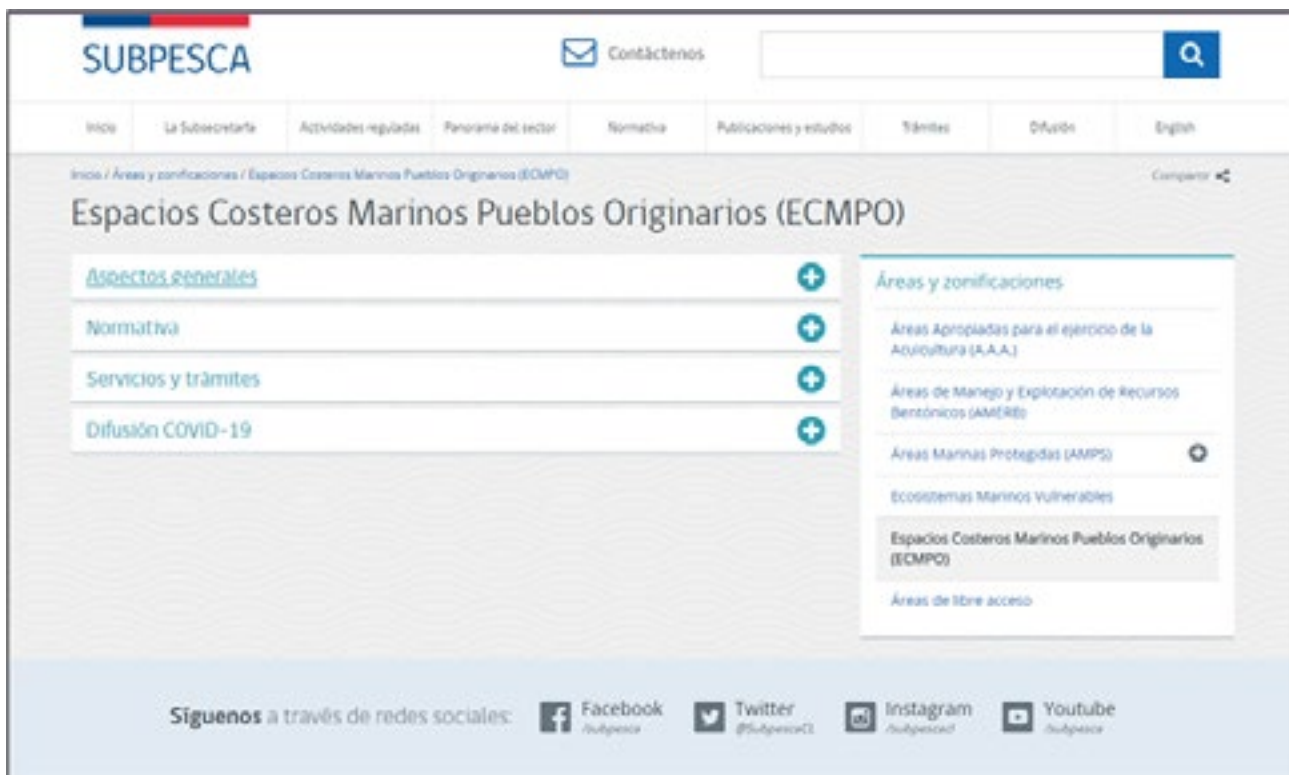 SUBPESCA
Contáctenos
Inicio
La Subsecretaría
Actividades reguladas
Panorama del sector
Normativa
Publicaciones y estudios
Trámites
Difusión
English
Inicio / Áreas y zonificaciones / Espacios Costeros Marinos Pueblos Originarios (ECMPO)
Compartir
Espacios Costeros Marinos Pueblos Originarios (ECMPO)
Aspectos generales
Normativa
Servicios y trámites
Difusión COVID-19
Áreas y zonificaciones
Áreas Apropiadas para el ejercicio de la
Acuicultura (A.A.A.)
Áreas de Manejo y Explotación de Recursos
Bentónicos (AMERB)
Áreas Marinas Protegidas (AMPS)
Ecosistemas Marinos Vulnerables
Espacios Costeros Marinos Pueblos Originarios
(ECMPO)
Áreas de libre acceso
Síguenos a través de redes sociales:
Facebook
/subpesca
Twitter
@SubpescaCL
Instagram
/subpescacl
Youtube
/subpesca